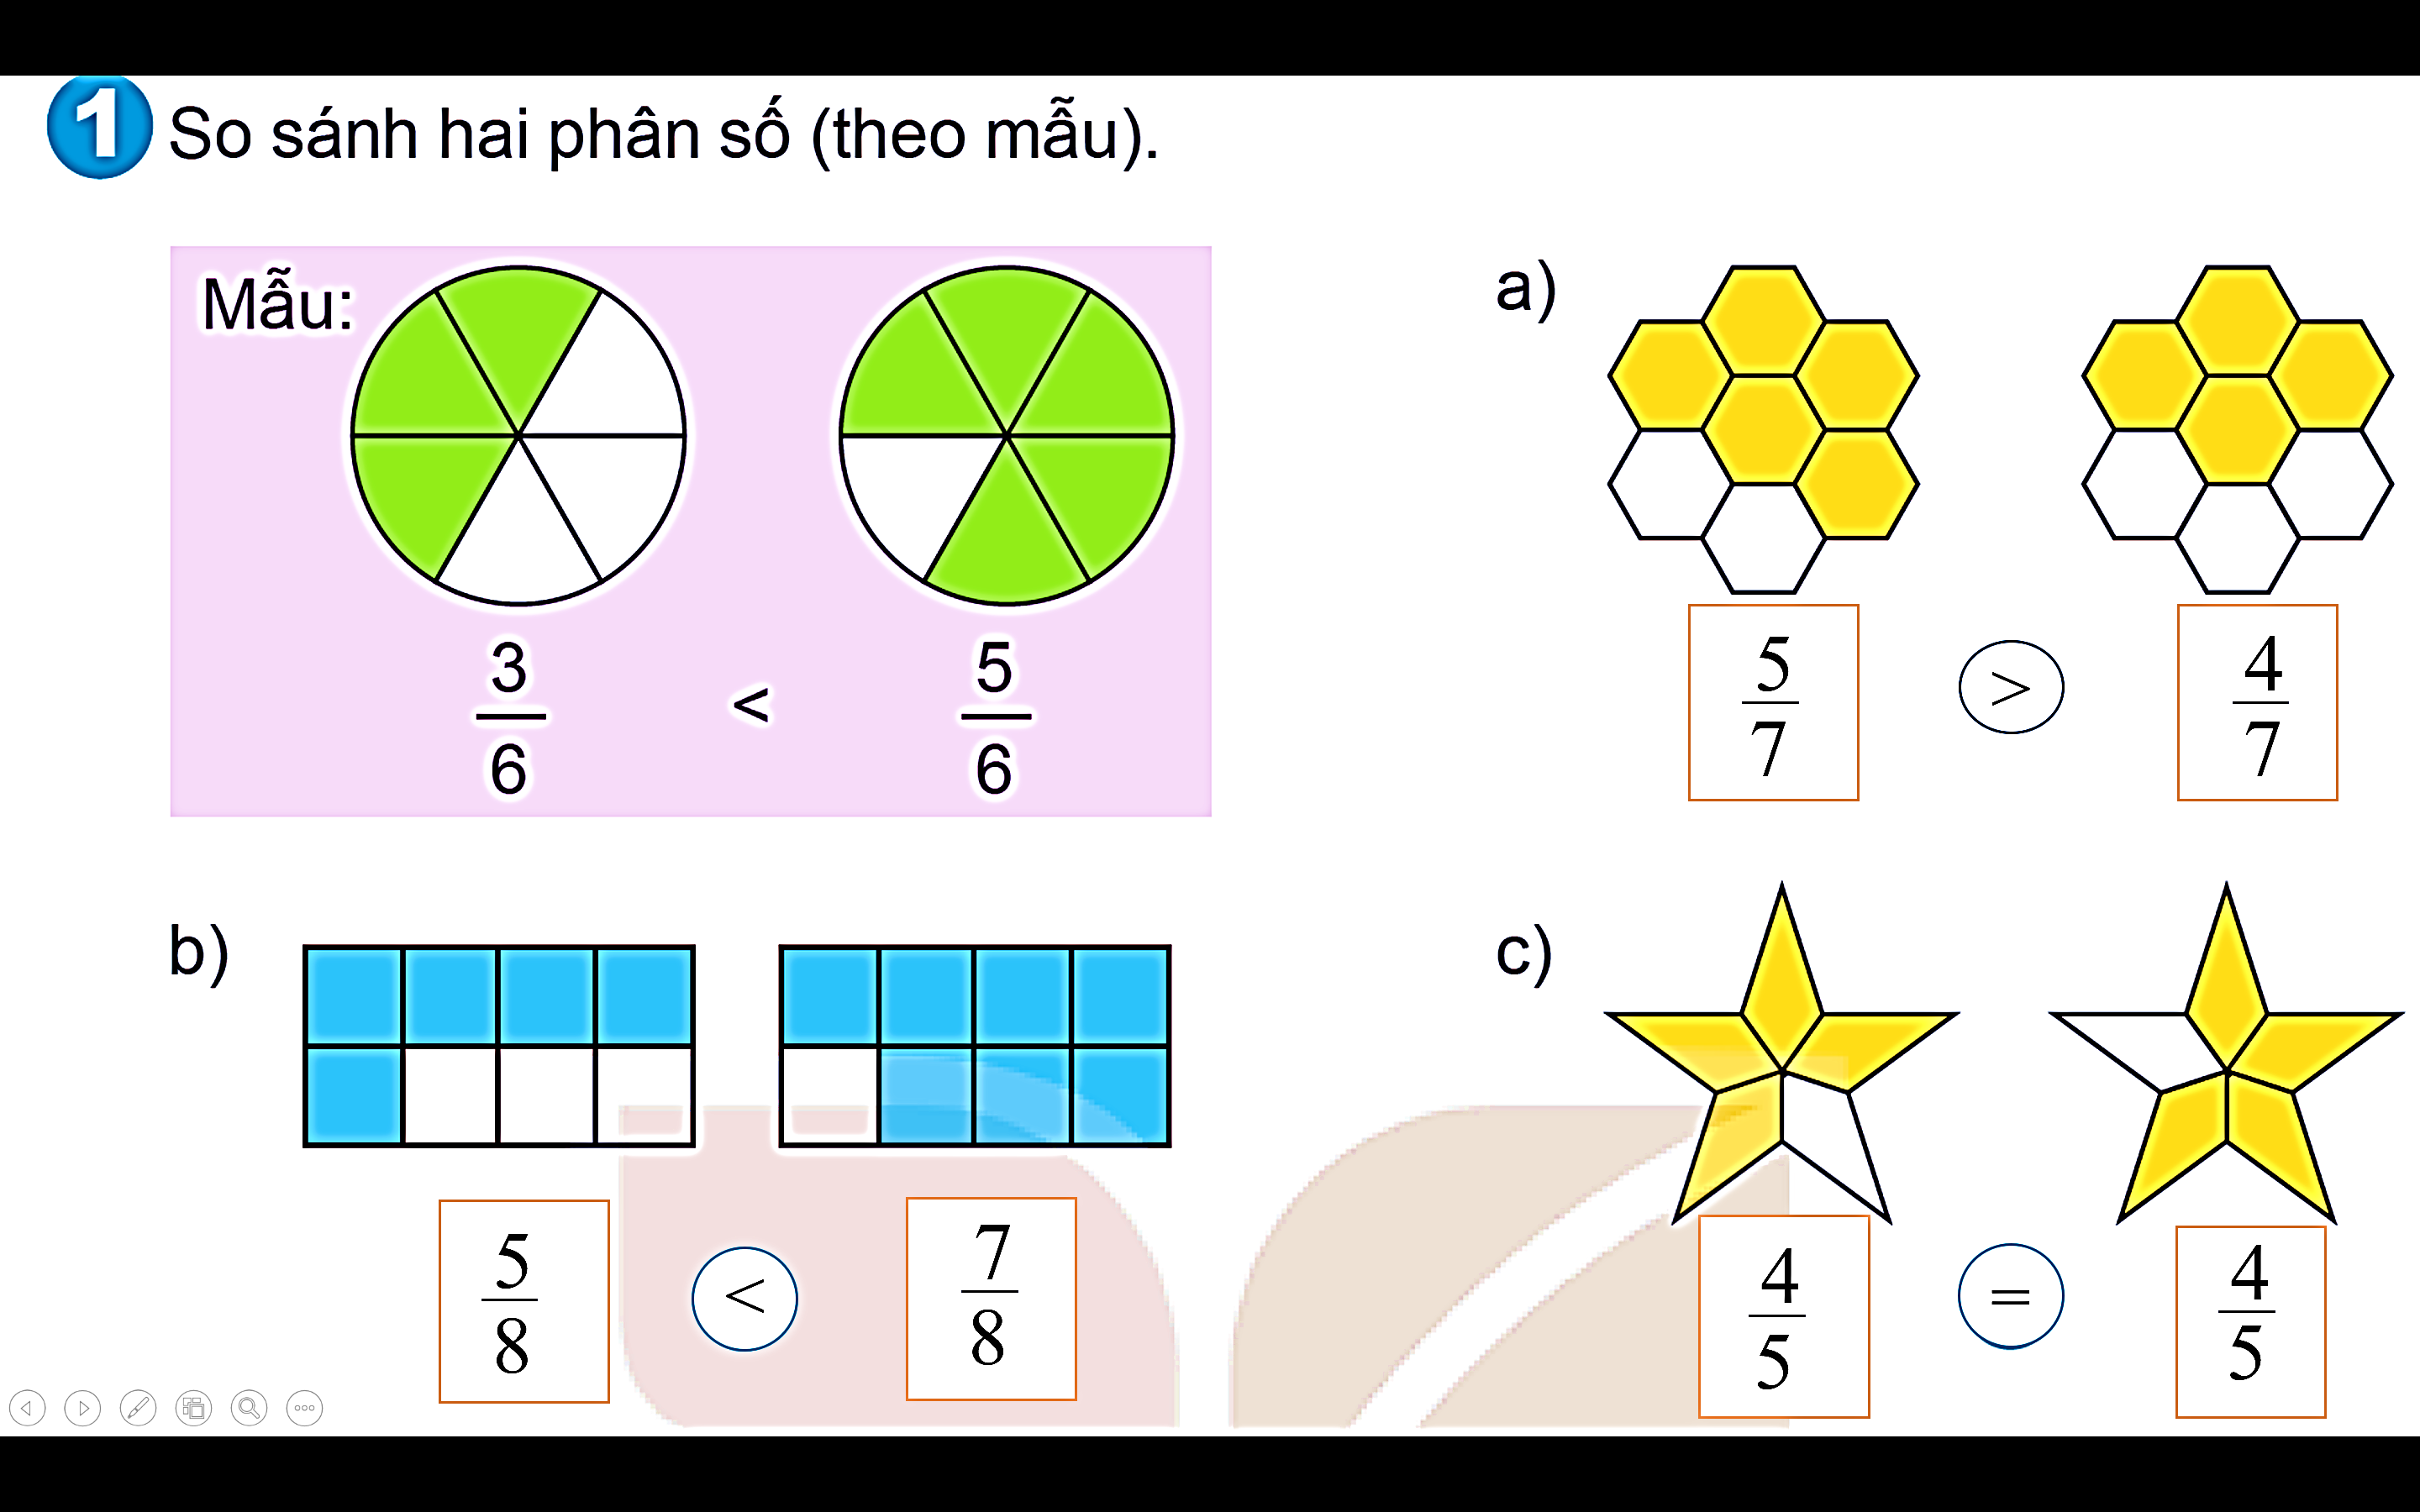 1 So sánh hai phân số (theo mẫu).
Mẫu:
3/6 < 5/6
a)
5/7 > 4/7
b)
5/8 < 7/8
c)
4/5 = 4/5